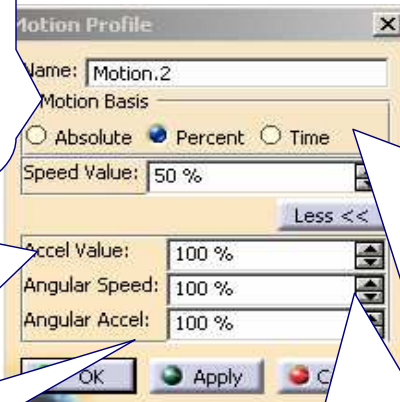 Motion Profile
Name: Motion.2
Motion Basis
Absolute Percent Time
Speed Value: 50 %
Less <<
Accel Value: 100 %
Angular Speed: 100 %
Angular Accel: 100 %
OK Apply